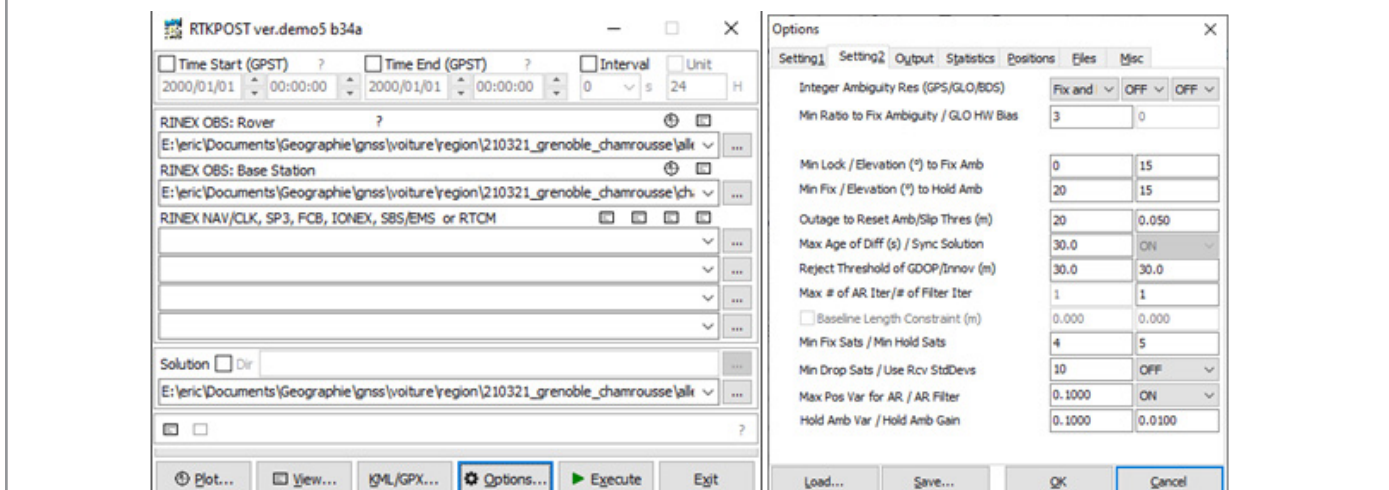 RTKPOST ver.demo5 b34a
Time Start (GPST) ? Time End (GPST) ? Interval Unit
2000/01/01 00:00:00 2000/01/01 00:00:00 0 s 24 H
RINEX OBS: Rover ?
E:\eric\Documents\Geographie\gnss\voiture\region\210321_grenoble_chamrousse\alle ...
RINEX OBS: Base Station
E:\eric\Documents\Geographie\gnss\voiture\region\210321_grenoble_chamrousse\ch. ...
RINEX NAV/CLK, SP3, FCB, IONEX, SBS/EMS or RTCM
...
...
...
...
Solution Dir ...
E:\eric\Documents\Geographie\gnss\voiture\region\210321_grenoble_chamrousse\alle ...
?
Plot... View... KML/GPX... Options... Execute Exit
Options
Setting1 Setting2 Output Statistics Positions Files Misc
Integer Ambiguity Res (GPS/GLO/BDS) Fix and OFF OFF
Min Ratio to Fix Ambiguity / GLO HW Bias 3 0
Min Lock / Elevation (°) to Fix Amb 0 15
Min Fix / Elevation (°) to Hold Amb 20 15
Outage to Reset Amb/Slip Thres (m) 20 0.050
Max Age of Diff (s) / Sync Solution 30.0 ON
Reject Threshold of GDOP/Innov (m) 30.0 30.0
Max # of AR Iter/# of Filter Iter 1 1
Baseline Length Constraint (m) 0.000 0.000
Min Fix Sats / Min Hold Sats 4 5
Min Drop Sats / Use Rcv StdDevs 10 OFF
Max Pos Var for AR / AR Filter 0.1000 ON
Hold Amb Var / Hold Amb Gain 0.1000 0.0100
Load... Save... OK Cancel